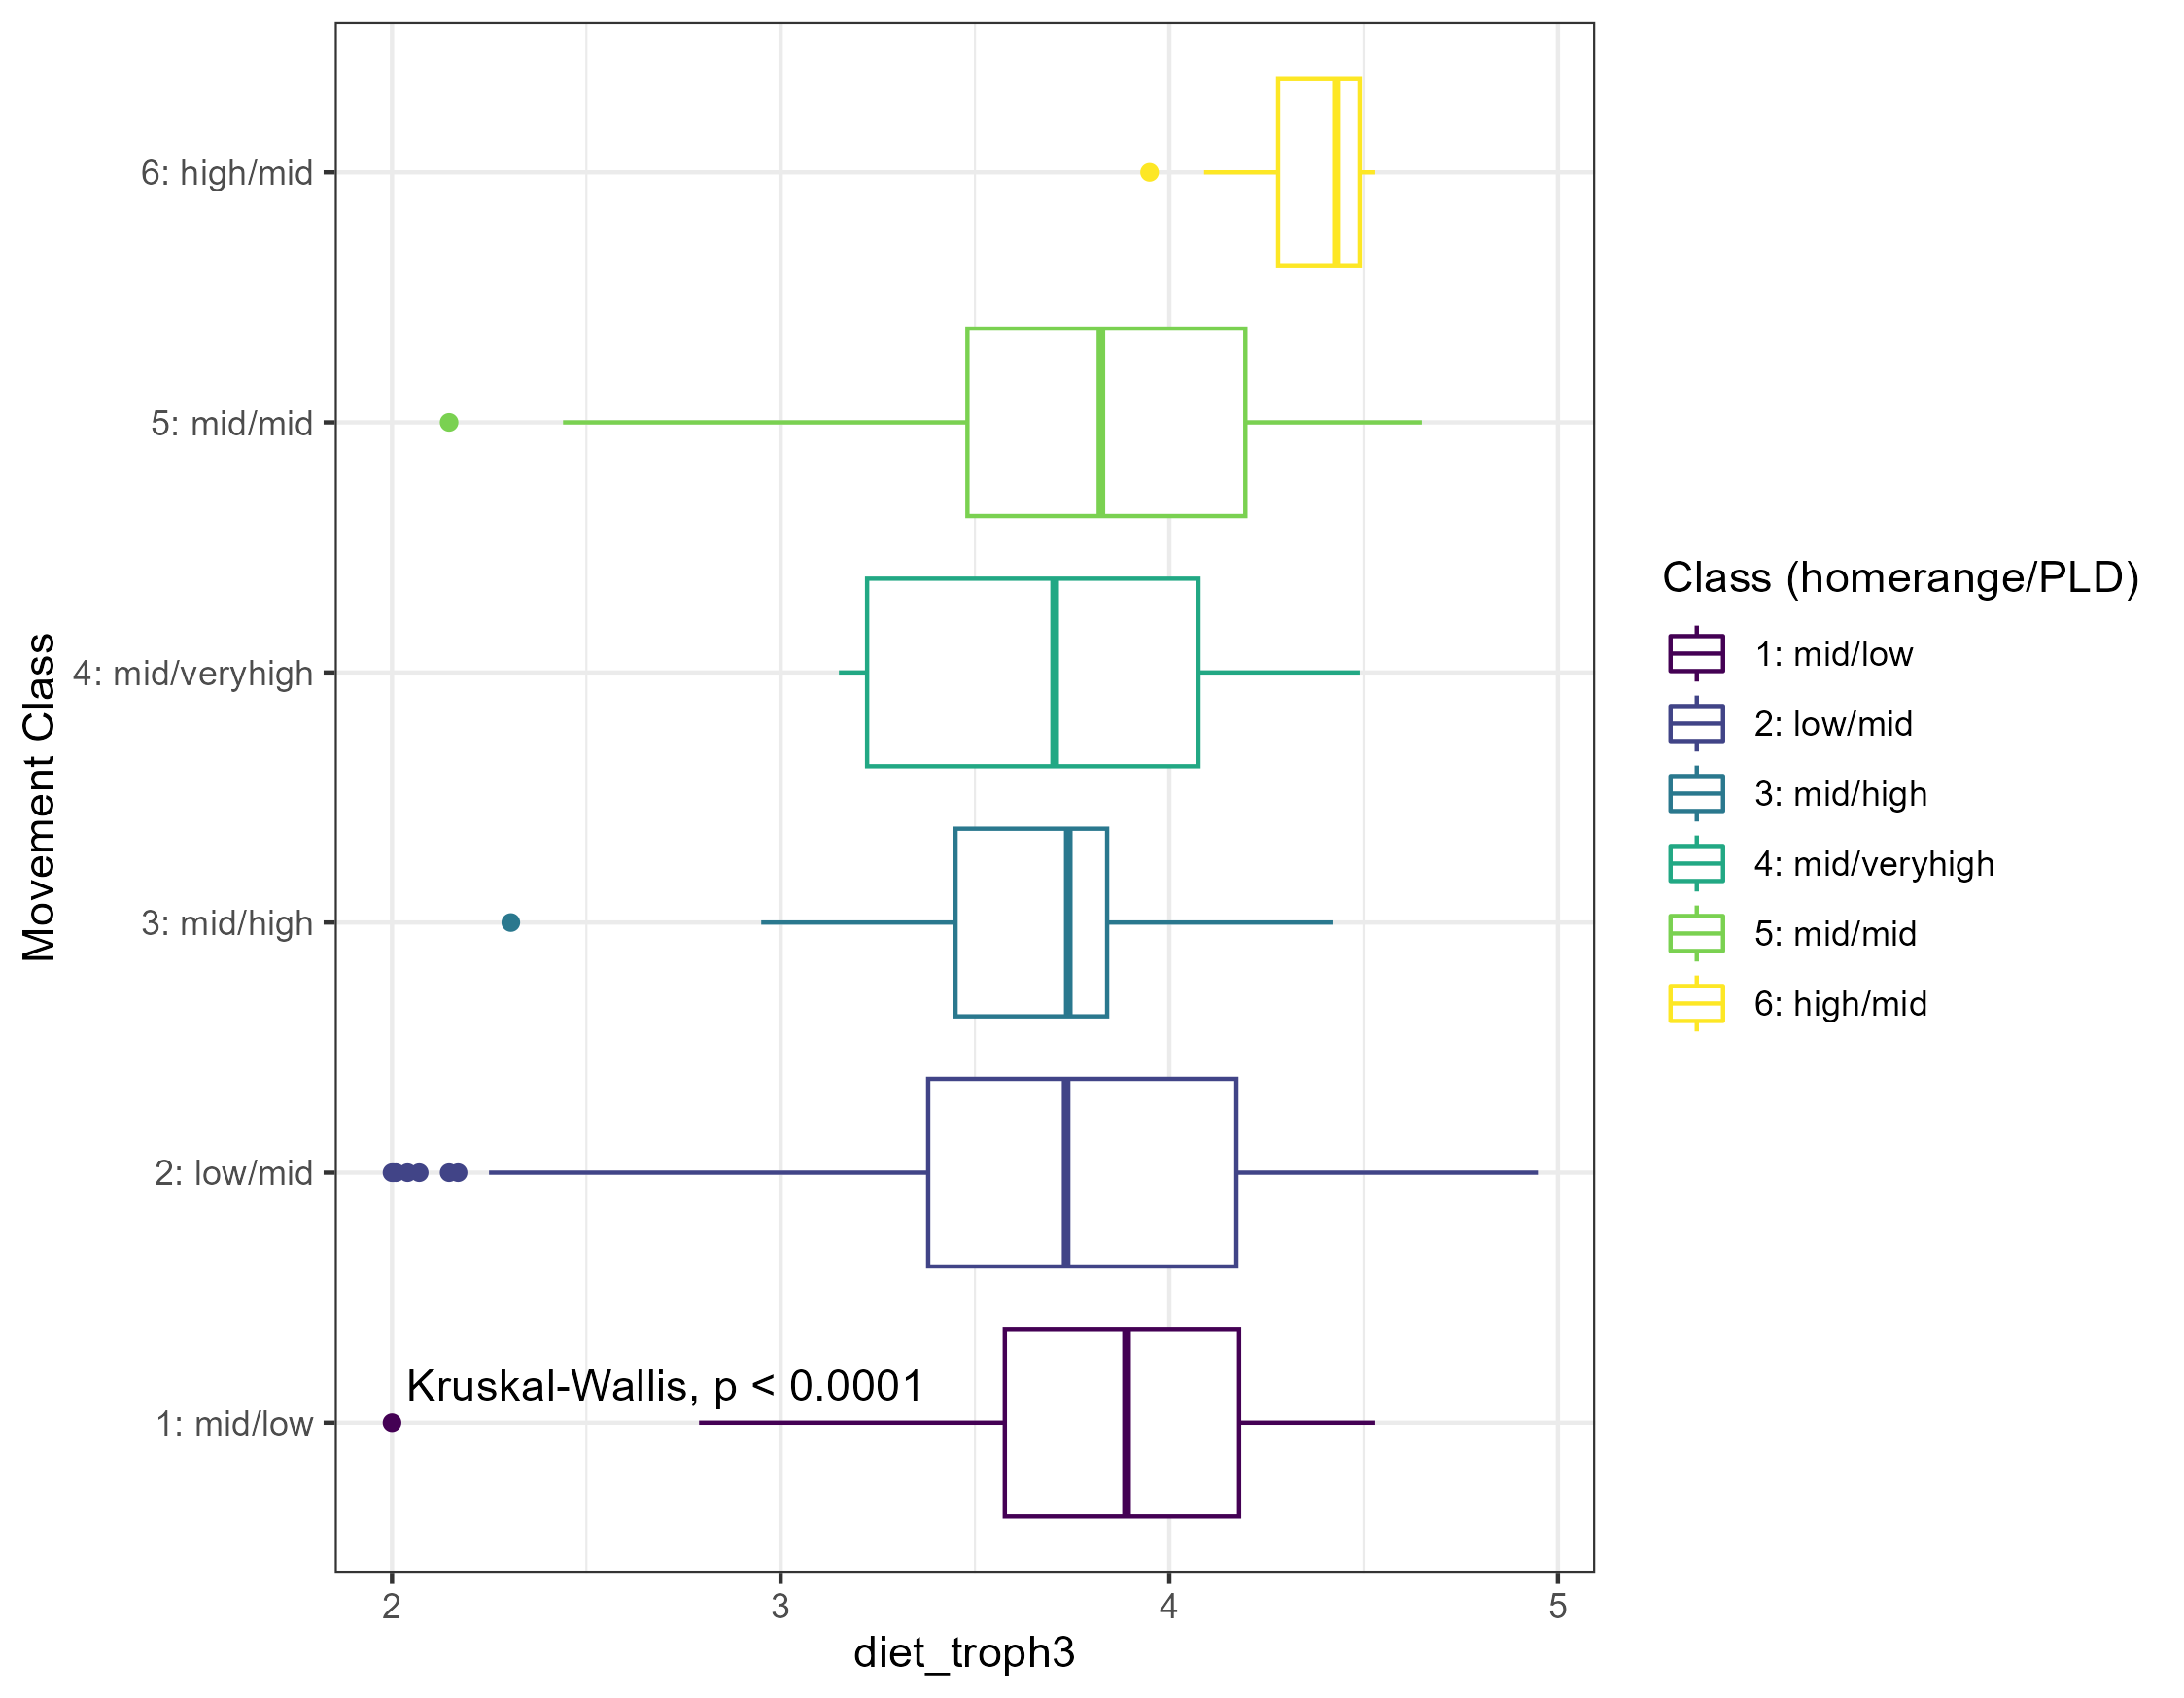 6: high/mid
5: mid/mid
4: mid/veryhigh
3: mid/high
2: low/mid
1: mid/low
Movement Class
Kruskal-Wallis, p < 0.0001
2 3 4 5
diet_troph3
Class (homerange/PLD)
1: mid/low
2: low/mid
3: mid/high
4: mid/veryhigh
5: mid/mid
6: high/mid